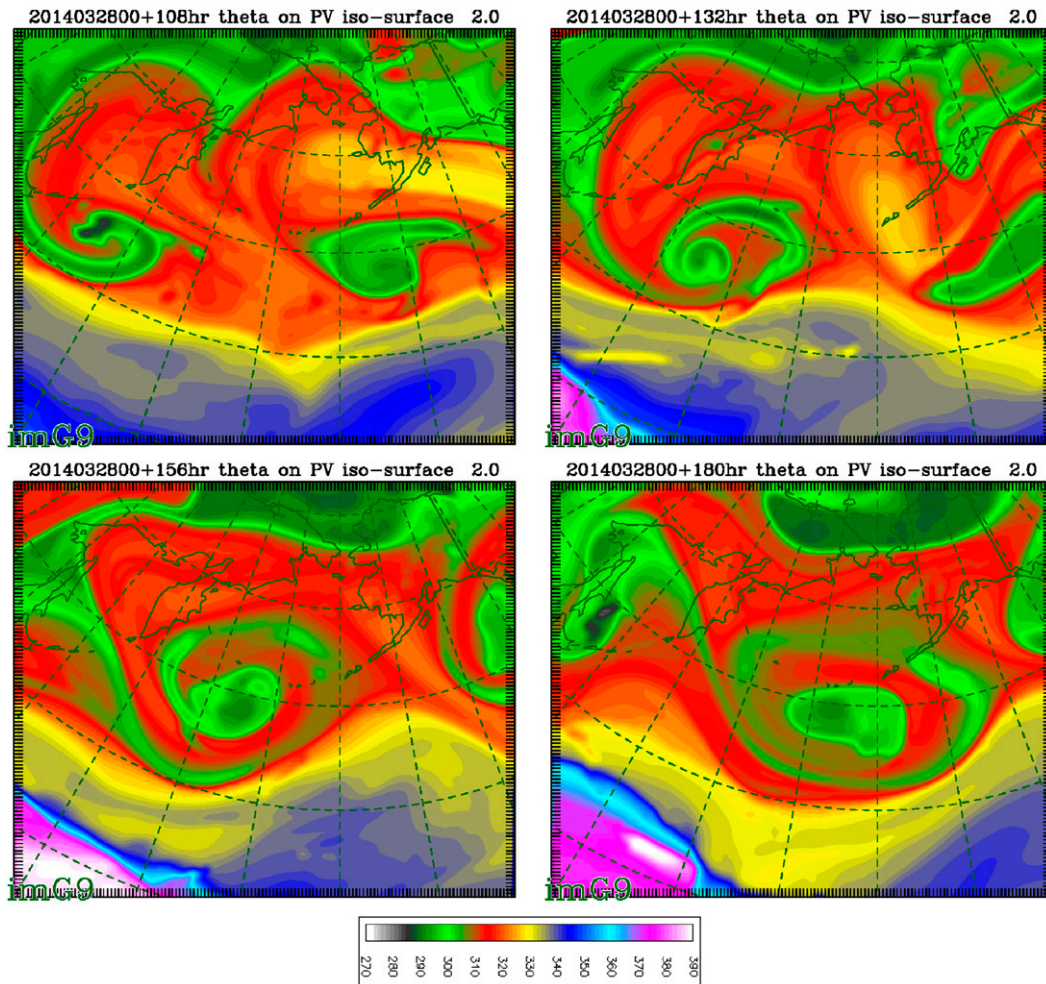 2014032800+108hr theta on PV iso-surface 2.0
2014032800+132hr theta on PV iso-surface 2.0
imG9
imG9
2014032800+156hr theta on PV iso-surface 2.0
2014032800+180hr theta on PV iso-surface 2.0
imG9
imG9
270 280 290 300 310 320 330 340 350 360 370 380 390